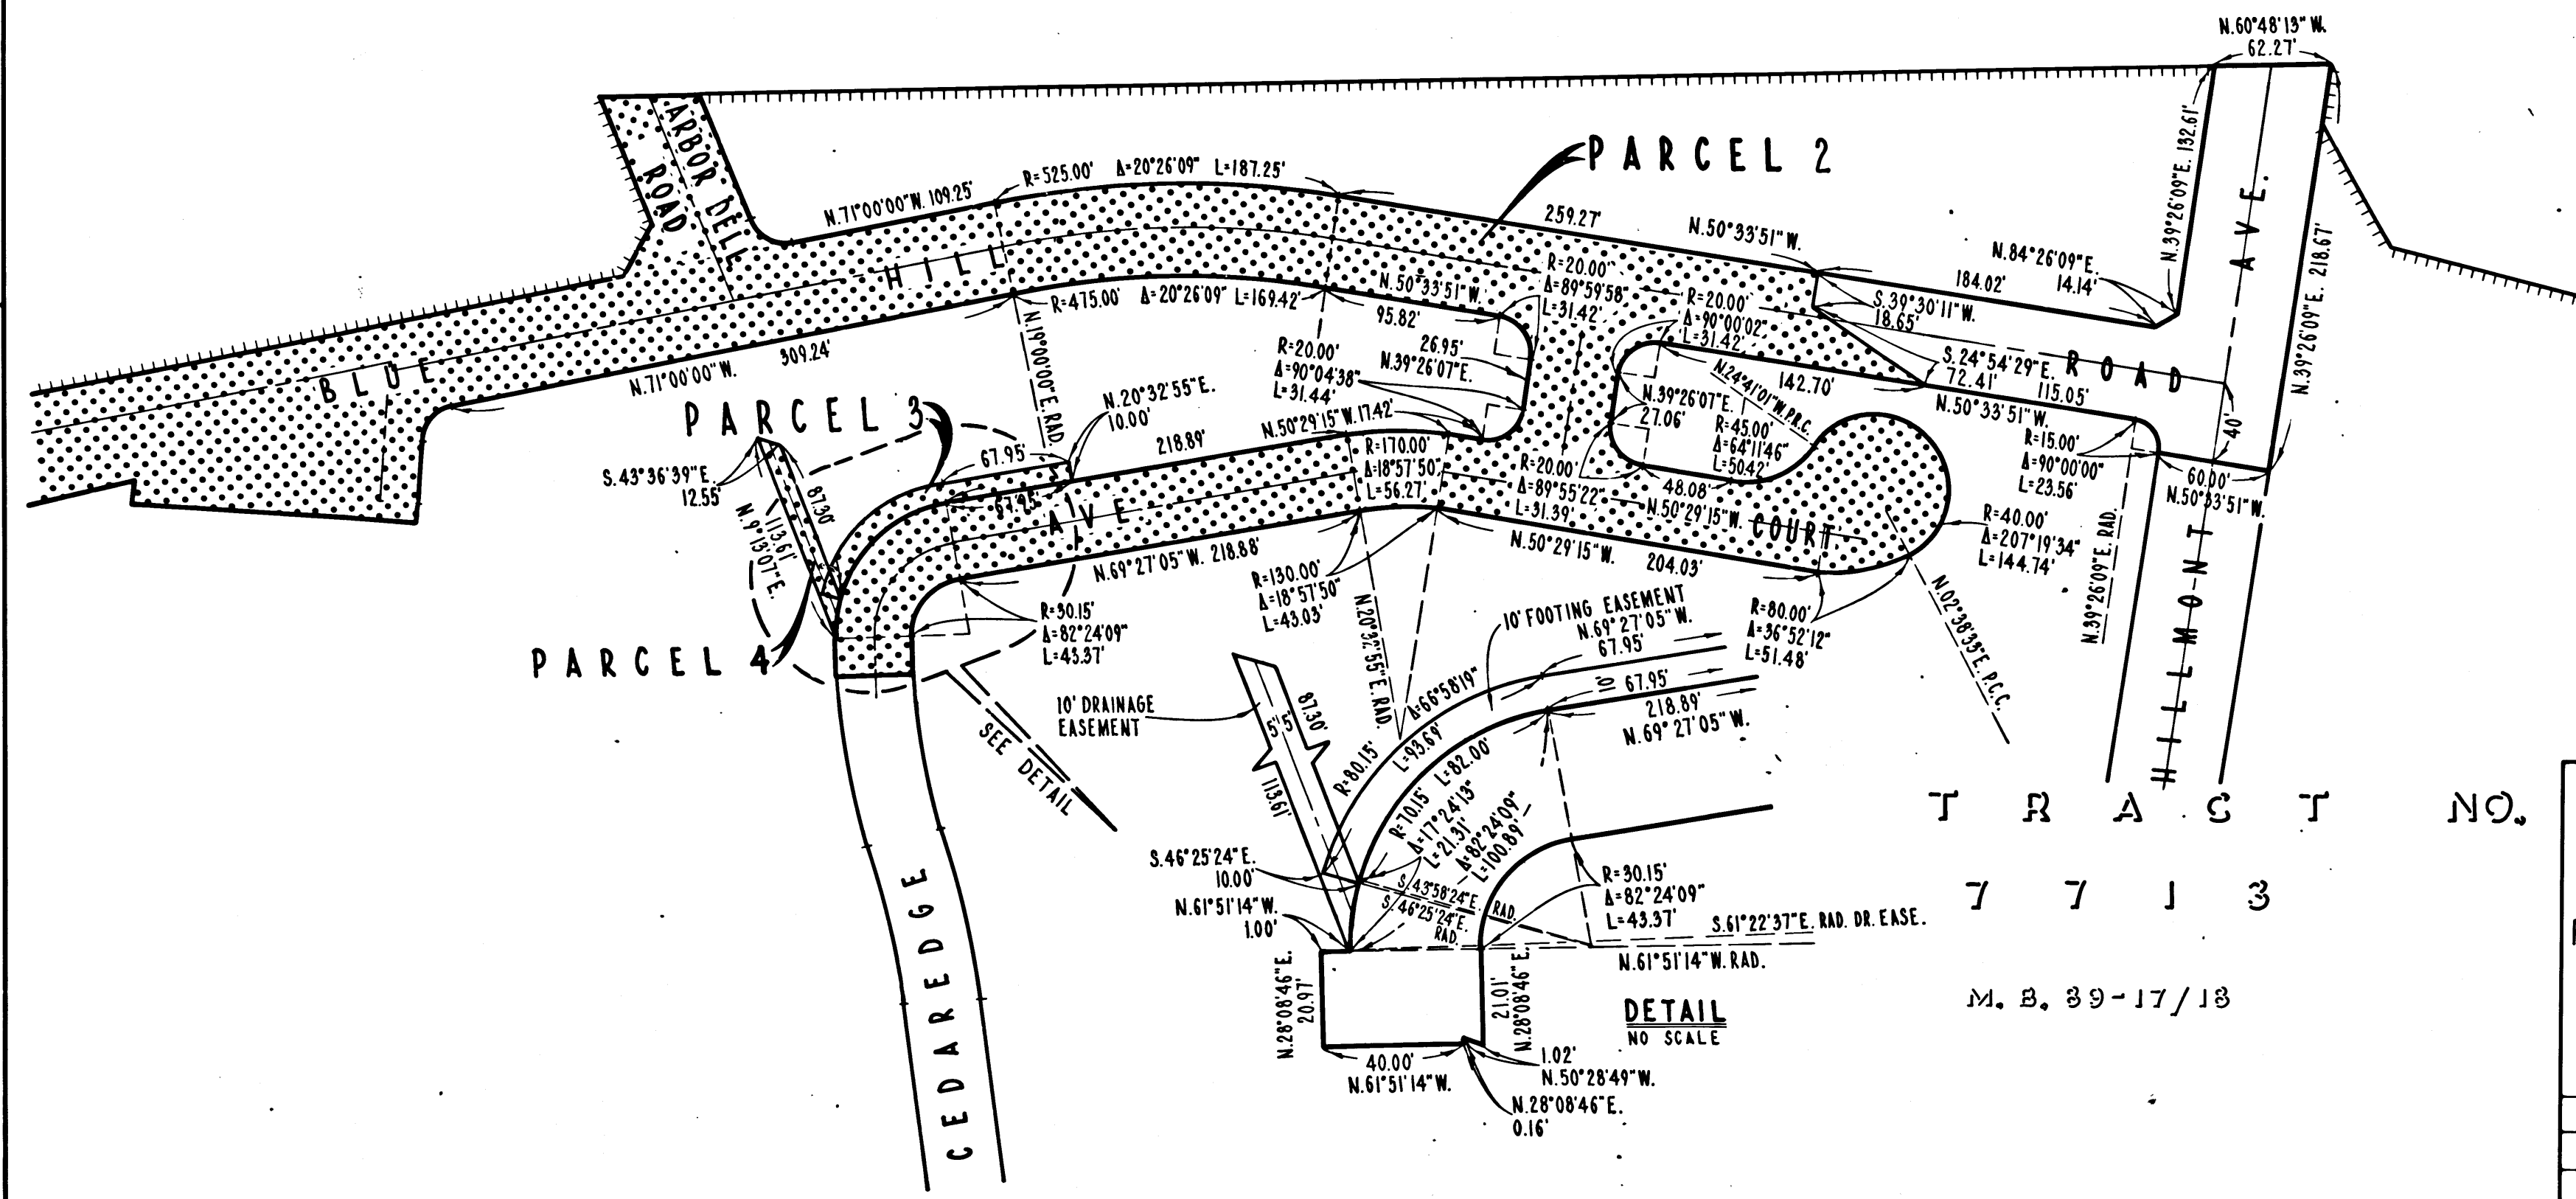 N.60°48'13" W.
62.27'
ARBOR DELL
ROAD
N.71°00'00"W. 109.25'
R=525.00' Δ=20°26'09" L=187.25'
PARCEL 2
259.27'
N.50°33'51" W.
N.84°26'09"E.
14.14'
184.02'
N.39°26'09"E. 132.61'
AVE.
N.39°26'09"E. 218.67'
BLUE HILL ROAD
R=475.00' Δ=20°26'09" L=169.42'
N.50°33'51"W.
95.82'
R=20.00'
Δ=89°59'58"
L=31.42'
R=20.00'
Δ=90°00'02"
L=31.42'
S.39°30'11"W.
18.65'
S.24°54'29"E.
72.41'
115.05'
N.50°33'51"W.
142.70'
N.24°41'01"W.P.R.C.
309.24'
N.71°00'00"W.
N.19°00'00"E. RAD.
26.95'
N.39°26'07"E.
R=20.00'
Δ=90°04'38"
L=31.44'
N.39°26'07"E.
27.06'
R=45.00'
Δ=64°11'46"
L=50.42'
40'
R=15.00'
Δ=90°00'00"
L=23.56'
60.00'
N.50°33'51"W.
PARCEL 3
N.20°32'55"E.
10.00'
67.95'
218.89'
N.50°29'15"W. 17.42'
R=170.00'
Δ=18°57'50"
L=56.27'
R=20.00'
Δ=89°55'22"
L=31.39'
48.08'
N.50°29'15"W.
COURT
R=40.00'
Δ=207°19'34"
L=144.74'
S.43°36'39"E.
12.55'
87.30'
113.61'
N.9°13'07"E.
67.95'
AVE
N.69°27'05"W. 218.88'
N.50°29'15"W.
204.03'
R=130.00'
Δ=18°57'50"
L=43.03'
N.20°32'55"E. RAD.
R=80.00'
Δ=36°52'12"
L=51.48'
N.02°38'33"E. P.C.C.
N.39°26'09"E. RAD.
HILLMONT
R=30.15'
Δ=82°24'09"
L=43.37'
PARCEL 4
SEE DETAIL
CEDAREDGE
10' FOOTING EASEMENT
N.69°27'05"W.
67.95'
10' DRAINAGE
EASEMENT
5' 5'
87.30'
113.61'
Δ=66°58'19"
R=80.15' L=93.69'
10'
67.95'
218.89'
N.69°27'05"W.
R=70.15' L=82.00'
Δ=17°24'13"
L=21.31'
Δ=82°24'09"
L=100.89'
S.46°25'24"E.
10.00'
N.61°51'14"W.
1.00'
S.43°58'24"E. RAD.
S.46°25'24"E.
RAD.
R=30.15'
Δ=82°24'09"
L=43.37'
S.61°22'37"E. RAD. DR. EASE.
N.61°51'14"W. RAD.
N.28°08'46"E.
20.97'
21.01'
N.28°08'46"E.
40.00'
N.61°51'14"W.
1.02'
N.50°28'49"W.
N.28°08'46"E.
0.16'
DETAIL
NO SCALE
TRACT NO.
7713
M. B. 39-17/18